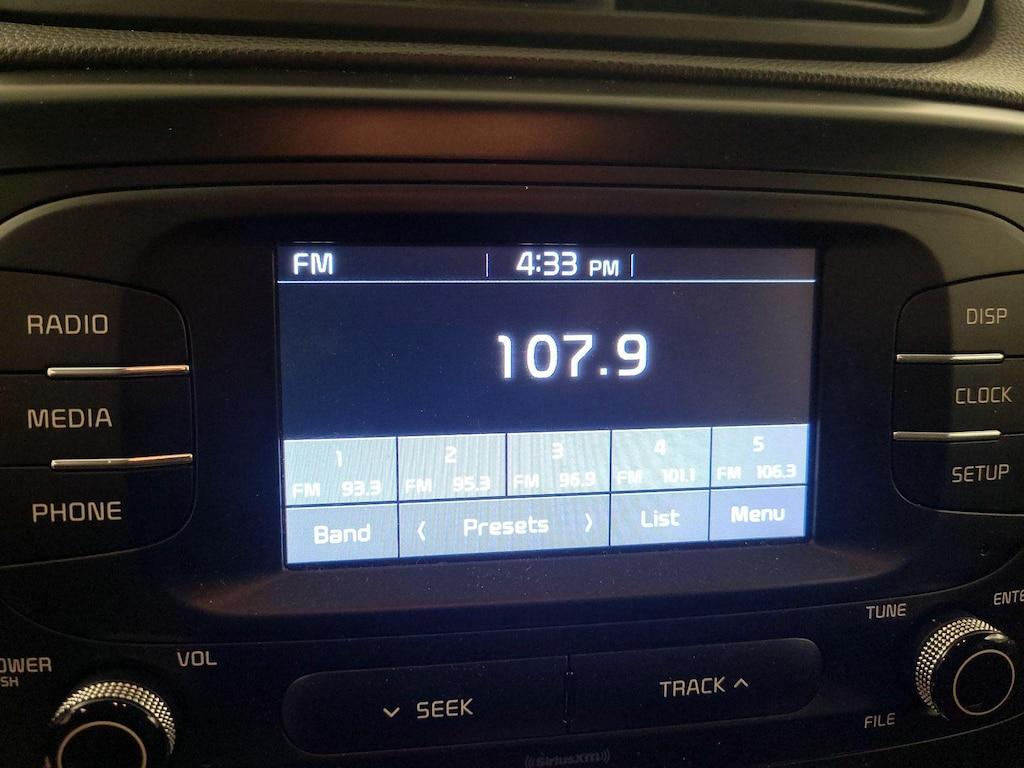 FM 4:33 PM
RADIO
DISP
107.9
CLOCK
MEDIA
1 2 3 4 5
FM 93.3 FM 95.3 FM 96.9 FM 101.1 FM 106.3
SETUP
PHONE
Band < Presets > List Menu
TUNE
VOL
SEEK
TRACK
FILE
SiriusXM